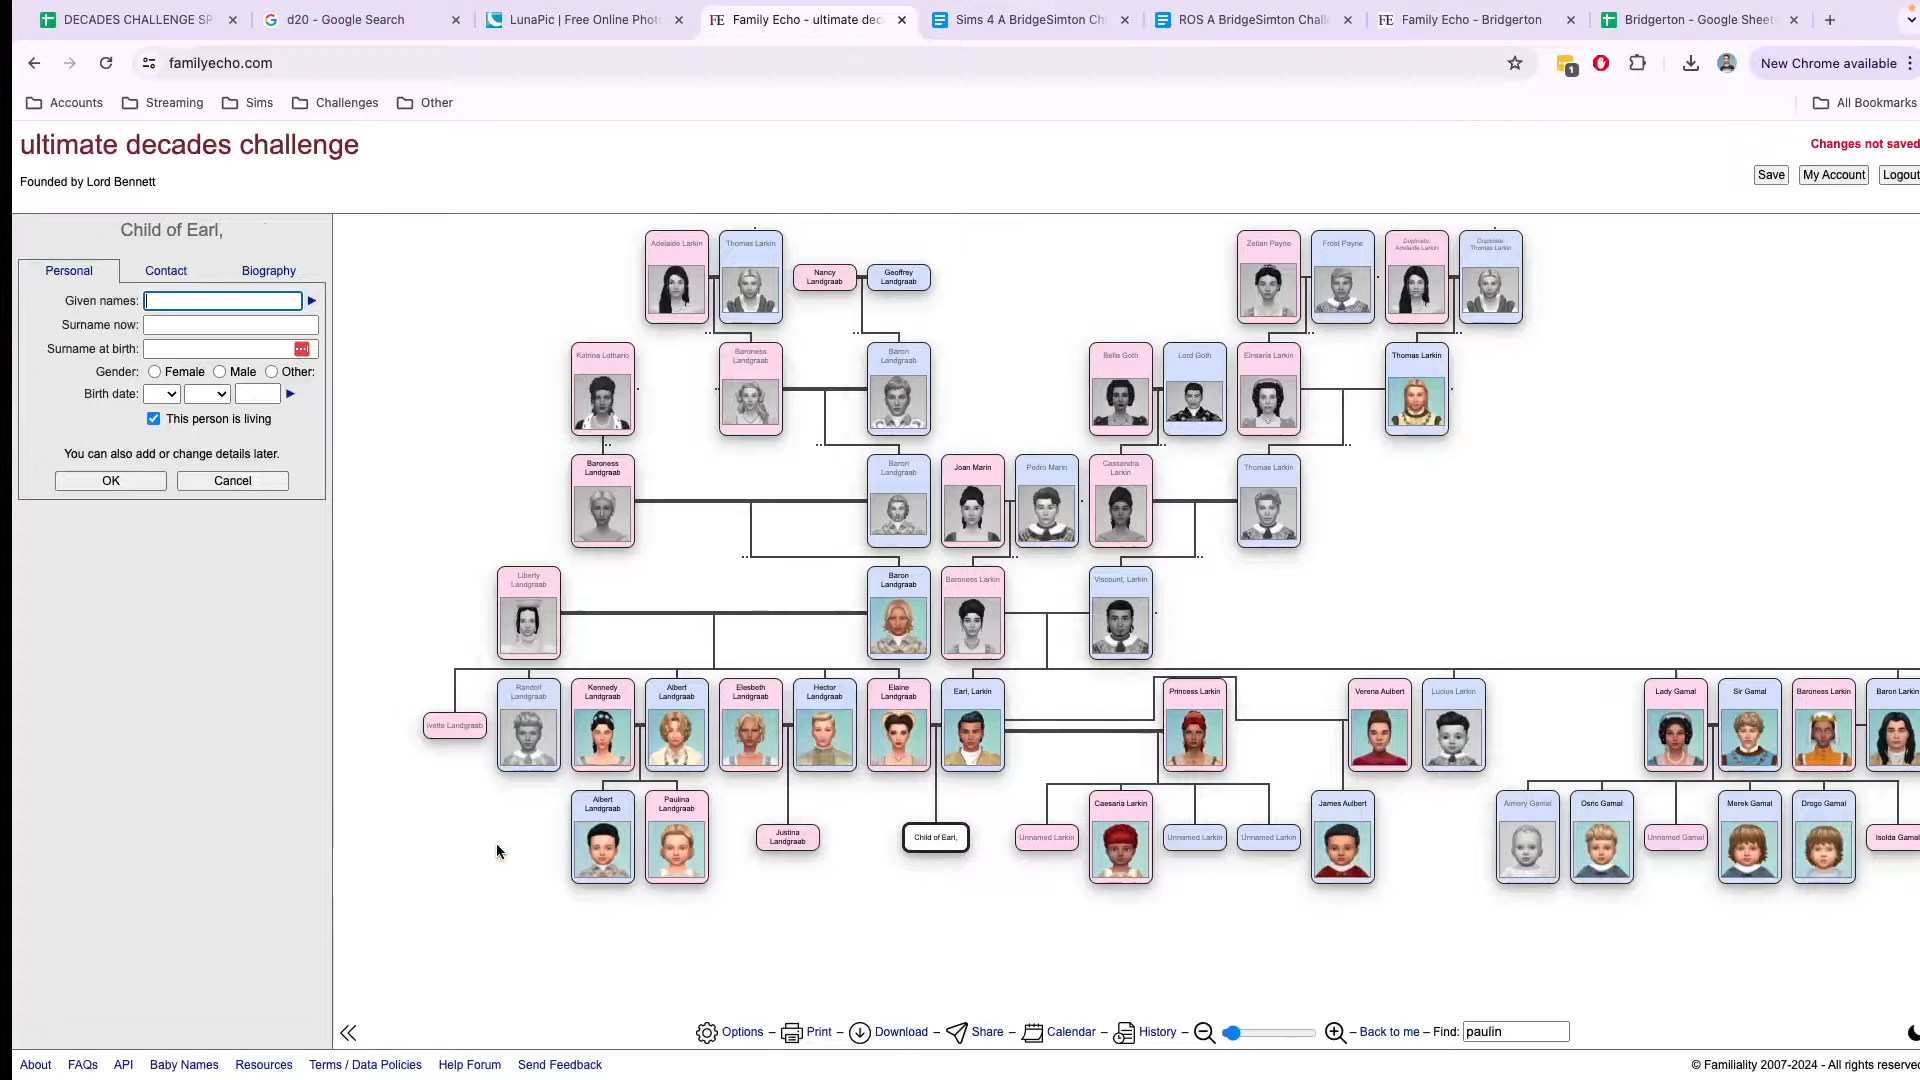 DECADES CHALLENGE SP
d20 - Google Search
LunaPic | Free Online Phot
FE Family Echo - ultimate dec
Sims 4 A BridgeSimton Ch
ROS A BridgeSimton Chall
FE Family Echo - Bridgerton
Bridgerton - Google Sheet
familyecho.com
1
New Chrome available
Accounts
Streaming
Sims
Challenges
Other
All Bookmarks
ultimate decades challenge
Changes not saved
Founded by Lord Bennett
Save
My Account
Logout
Child of Earl,
Personal
Contact
Biography
Given names:
Surname now:
Surname at birth:
Gender: Female Male Other:
Birth date:
This person is living
You can also add or change details later.
OK
Cancel
Adelaide Larkin
Thomas Larkin
Nancy Landgraab
Geoffrey Landgraab
Zetian Payne
Frost Payne
Duplicate: Adelaide Larkin
Duplicate: Thomas Larkin
Katrina Lothario
Baroness Landgraab
Baron Landgraab
Bella Goth
Lord Goth
Elnsaria Larkin
Thomas Larkin
Baroness Landgraab
Baron Landgraab
Joan Marin
Pedro Marin
Cassandra Larkin
Thomas Larkin
Liberty Landgraab
Baron Landgraab
Baroness Larkin
Viscount, Larkin
Ivette Landgraab
Randolf Landgraab
Kennedy Landgraab
Albert Landgraab
Elesbeth Landgraab
Hector Landgraab
Elaine Landgraab
Earl, Larkin
Princess Larkin
Verena Aulbert
Lucius Larkin
Lady Gamal
Sir Gamal
Baroness Larkin
Baron Larkin
Albert Landgraab
Paulina Landgraab
Justina Landgraab
Child of Earl,
Unnamed Larkin
Caesaria Larkin
Unnamed Larkin
Unnamed Larkin
James Aulbert
Aimery Gamal
Osric Gamal
Unnamed Gamal
Merek Gamal
Drogo Gamal
Isolda Gamal
Options – Print – Download – Share – Calendar – History – – Back to me – Find: paulin
About
FAQs
API
Baby Names
Resources
Terms / Data Policies
Help Forum
Send Feedback
© Familiality 2007-2024 - All rights reserved